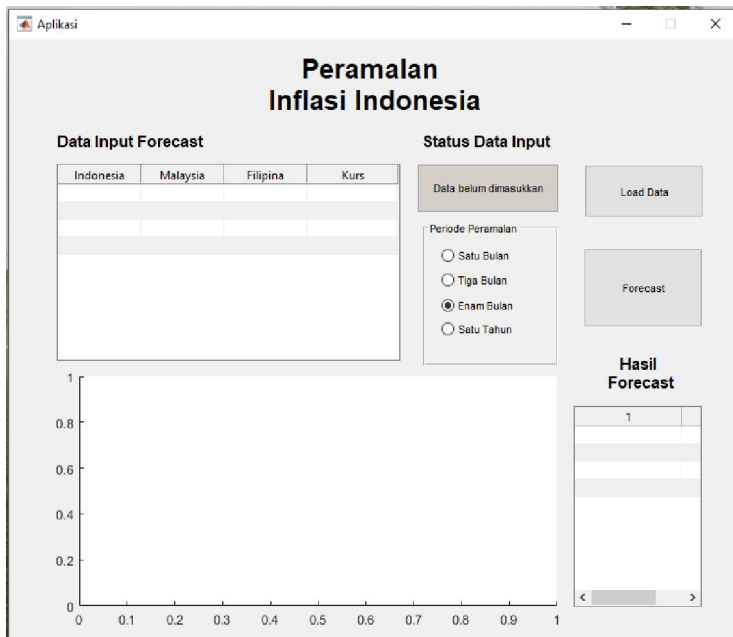 Aplikasi
Peramalan
Inflasi Indonesia
Data Input Forecast
Status Data Input
Indonesia Malaysia Filipina Kurs
Data belum dimasukkan
Load Data
Periode Peramalan
Satu Bulan
Tiga Bulan
Enam Bulan
Satu Tahun
Forecast
Hasil
Forecast
1
1
0.8
0.6
0.4
0.2
0
0 0.1 0.2 0.3 0.4 0.5 0.6 0.7 0.8 0.9 1